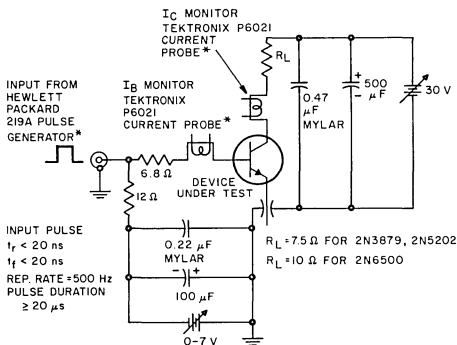 IC MONITOR
TEKTRONIX P6021
CURRENT
PROBE*
RL
INPUT FROM
HEWLETT
PACKARD
219A PULSE
GENERATOR*
IB MONITOR
TEKTRONIX
P6021
CURRENT PROBE*
0.47
µF
MYLAR
+
500
µF
−
30 V
6.8 Ω
12 Ω
DEVICE
UNDER TEST
INPUT PULSE
tr < 20 ns
tf < 20 ns
REP. RATE = 500 Hz
PULSE DURATION
≥ 20 µs
0.22 µF
MYLAR
− +
100 µF
0-7 V
RL = 7.5 Ω FOR 2N3879, 2N5202
RL = 10 Ω FOR 2N6500